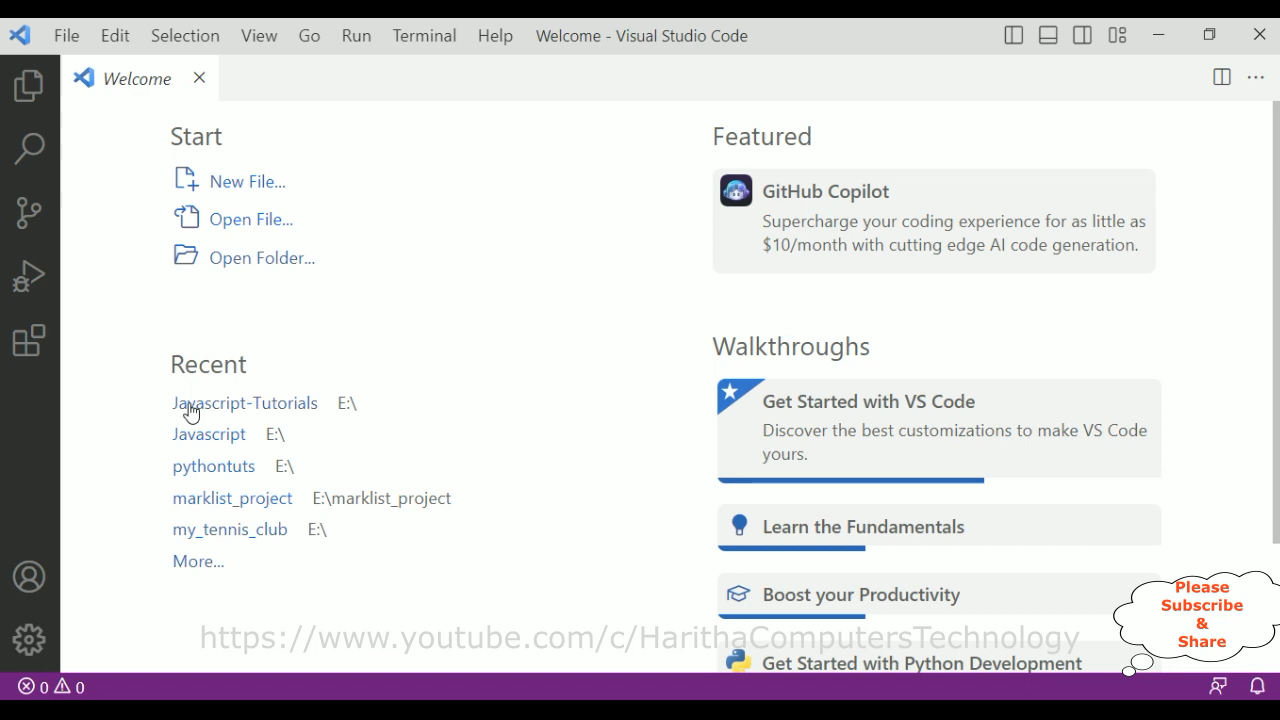 File Edit Selection View Go Run Terminal Help Welcome - Visual Studio Code
Welcome
Start
New File...
Open File...
Open Folder...
Recent
Javascript-Tutorials E:\
Javascript E:\
pythontuts E:\
marklist_project E:\marklist_project
my_tennis_club E:\
More...
Featured
GitHub Copilot
Supercharge your coding experience for as little as
$10/month with cutting edge AI code generation.
Walkthroughs
Get Started with VS Code
Discover the best customizations to make VS Code
yours.
Learn the Fundamentals
Boost your Productivity
Get Started with Python Development
Please
Subscribe
&
Share
https://www.youtube.com/c/HarithaComputersTechnology
0 0